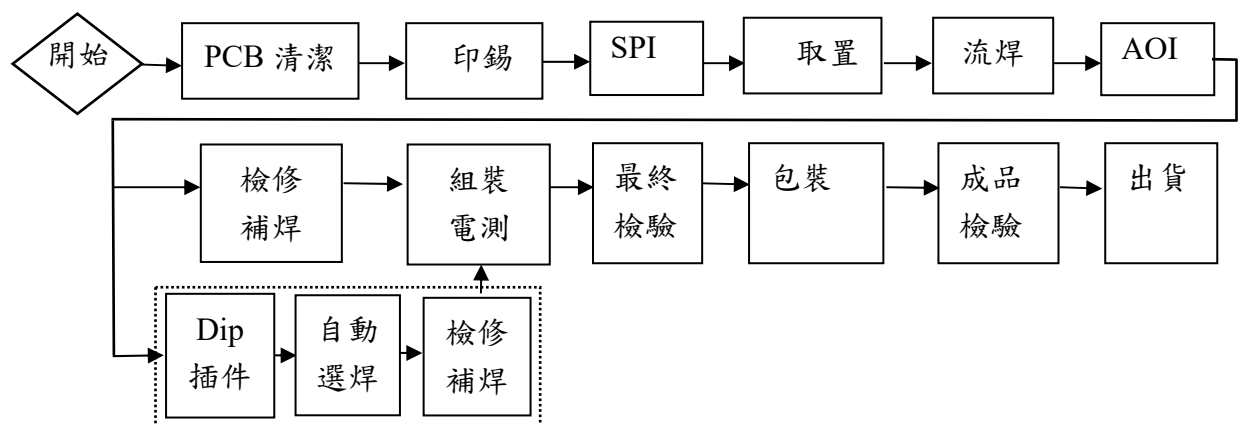 開始
PCB 清潔
印錫
SPI
取置
流焊
AOI
檢修
補焊
組裝
電測
最終
檢驗
包裝
成品
檢驗
出貨
Dip
插件
自動
選焊
檢修
補焊